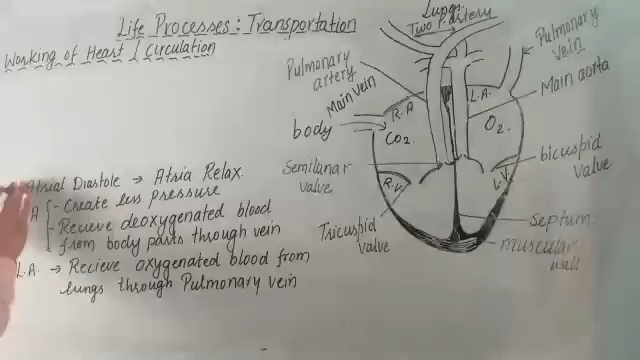 Life Processes: Transportation
Working of Heart / Circulation
Lungs
Two P. artery
Pulmonary vein
Pulmonary artery
Main vein
Main aorta
R.A
L.A.
body
CO2.
O2.
Semilanar valve
bicuspid valve
R.V.
L.V
Tricuspid valve
septum.
muscular wall
Atrial Diastole → Atria Relax.
A
- Create less pressure
- Recieve deoxygenated blood
from body parts through vein
L.A. → Recieve oxygenated blood from
lungs through Pulmonary vein